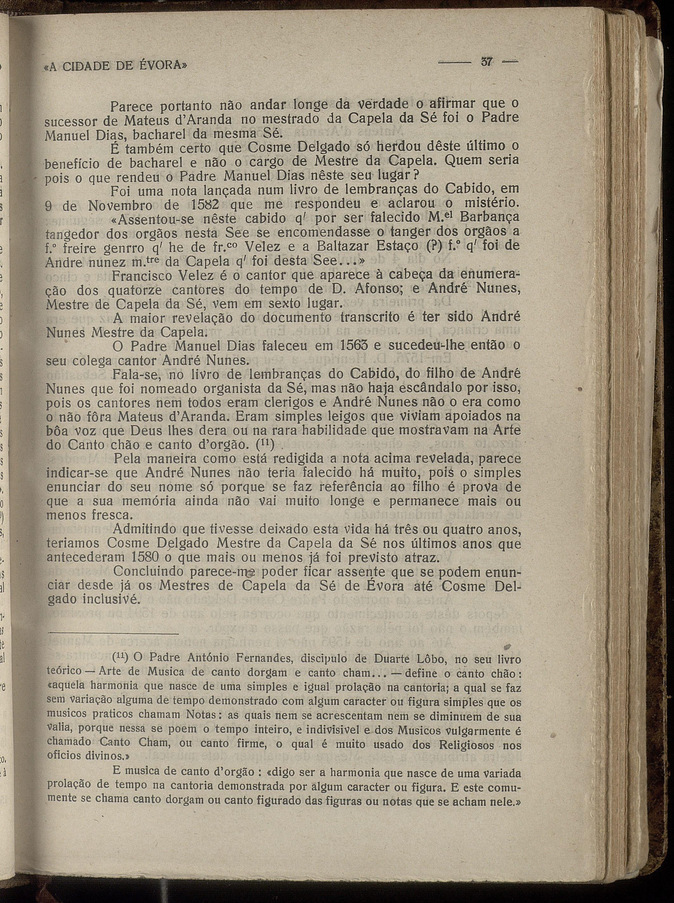 «A CIDADE DE ÉVORA» — 37 —
Parece portanto não andar longe da verdade o afirmar que o
sucessor de Mateus d'Aranda no mestrado da Capela da Sé foi o Padre
Manuel Dias, bacharel da mesma Sé.
É também certo que Cosme Delgado só herdou dêste último o
benefício de bacharel e não o cargo de Mestre da Capela. Quem seria
pois o que rendeu o Padre Manuel Dias nêste seu lugar?
Foi uma nota lançada num livro de lembranças do Cabido, em
9 de Novembro de 1582 que me respondeu e aclarou o mistério.
«Assentou-se nêste cabido q' por ser falecido M.el Barbança
tangedor dos orgãos nesta See se encomendasse o tanger dos orgãos a
f.º freire genrro q' he de fr.co Velez e a Baltazar Estaço (?) f.º q' foi de
Andre nunez m.tre da Capela q' foi desta See...»
Francisco Velez é o cantor que aparece à cabeça da enumera-
ção dos quatorze cantores do tempo de D. Afonso; e André Nunes,
Mestre de Capela da Sé, vem em sexto lugar.
A maior revelação do documento transcrito é ter sido André
Nunes Mestre da Capela.
O Padre Manuel Dias faleceu em 1563 e sucedeu-lhe então o
seu colega cantor André Nunes.
Fala-se, no livro de lembranças do Cabido, do filho de André
Nunes que foi nomeado organista da Sé, mas não haja escândalo por isso,
pois os cantores nem todos eram clerigos e André Nunes não o era como
o não fôra Mateus d'Aranda. Eram simples leigos que viviam apoiados na
bôa voz que Deus lhes dera ou na rara habilidade que mostravam na Arte
do Canto chão e canto d'orgão. (11)
Pela maneira como está redigida a nota acima revelada, parece
indicar-se que André Nunes não teria falecido há muito, pois o simples
enunciar do seu nome só porque se faz referência ao filho é prova de
que a sua memória ainda não vai muito longe e permanece mais ou
menos fresca.
Admitindo que tivesse deixado esta vida há três ou quatro anos,
teriamos Cosme Delgado Mestre da Capela da Sé nos últimos anos que
antecederam 1580 o que mais ou menos já foi previsto atraz.
Concluindo parece-me poder ficar assente que se podem enun-
ciar desde já os Mestres de Capela da Sé de Évora até Cosme Del-
gado inclusivé.
(11) O Padre António Fernandes, discipulo de Duarte Lôbo, no seu livro
teórico — Arte de Musica de canto dorgam e canto cham... — define o canto chão:
«aquela harmonia que nasce de uma simples e igual prolação na cantoria; a qual se faz
sem variação alguma de tempo demonstrado com algum caracter ou figura simples que os
musicos praticos chamam Notas: as quais nem se acrescentam nem se diminuem de sua
valia, porque nessa se poem o tempo inteiro, e indivisivel e dos Musicos vulgarmente é
chamado Canto Cham, ou canto firme, o qual é muito usado dos Religiosos nos
oficios divinos.»
E musica de canto d'orgão: «digo ser a harmonia que nasce de uma variada
prolação de tempo na cantoria demonstrada por algum caracter ou figura. E este comu-
mente se chama canto dorgam ou canto figurado das figuras ou notas que se acham nele.»